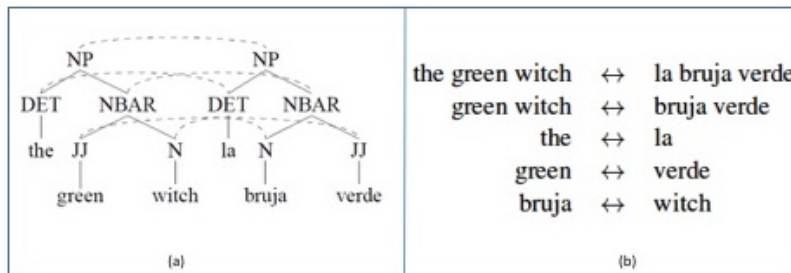 NP NP
DET NBAR DET NBAR
the JJ N la N JJ
green witch bruja verde
(a)
the green witch ↔ la bruja verde
green witch ↔ bruja verde
the ↔ la
green ↔ verde
bruja ↔ witch
(b)